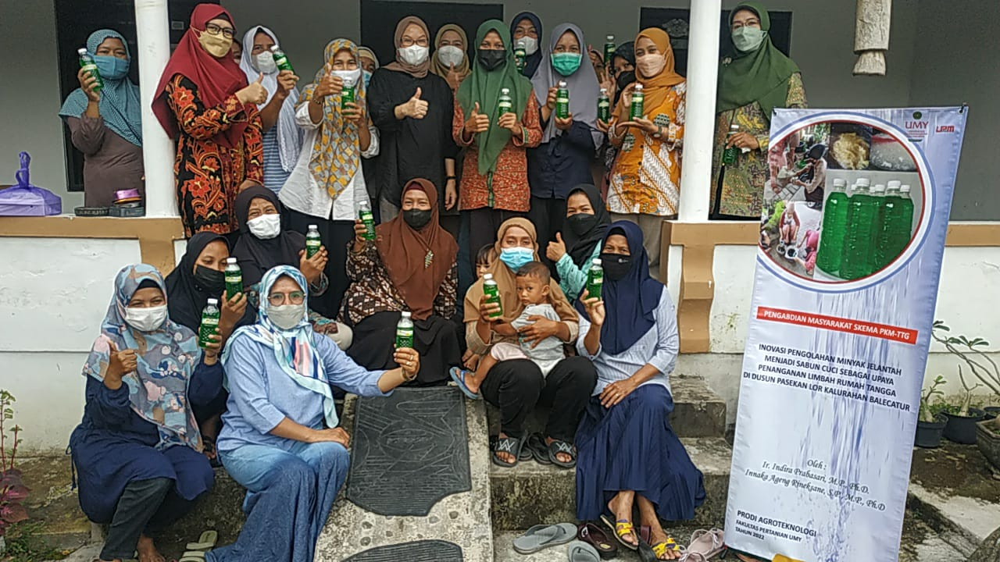 UMY
LPM
PENGABDIAN MASYARAKAT SKEMA PKM-TTG
INOVASI PENGOLAHAN MINYAK JELANTAH
MENJADI SABUN CUCI SEBAGAI UPAYA
PENANGANAN LIMBAH RUMAH TANGGA
DI DUSUN PASEKAN LOR KALURAHAN BALECATUR
Oleh :
Ir. Indira Prabasari, M.P., Ph.D.
Innaka Ageng Rineksane, S.P., M.P., Ph.D
PRODI AGROTEKNOLOGI
FAKULTAS PERTANIAN UMY
TAHUN 2022